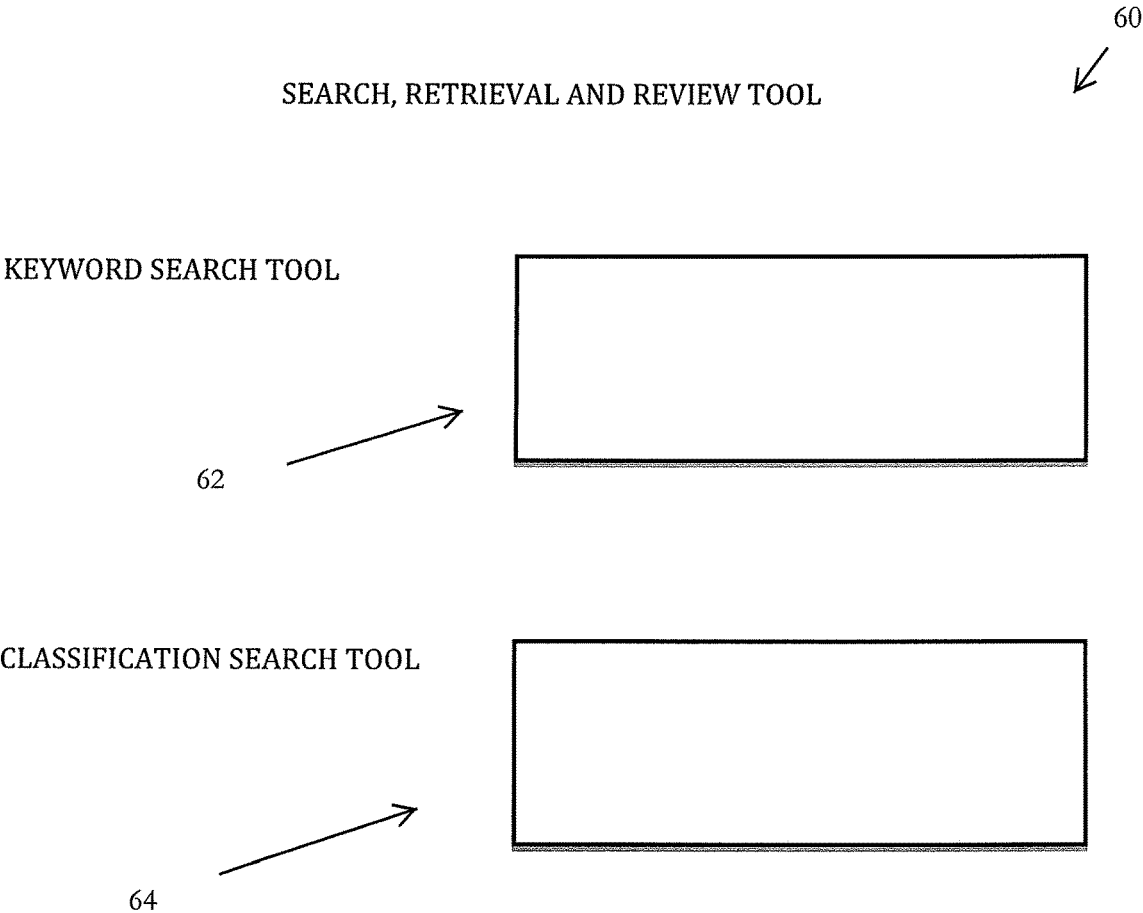 60
SEARCH, RETRIEVAL AND REVIEW TOOL
KEYWORD SEARCH TOOL
62
CLASSIFICATION SEARCH TOOL
64